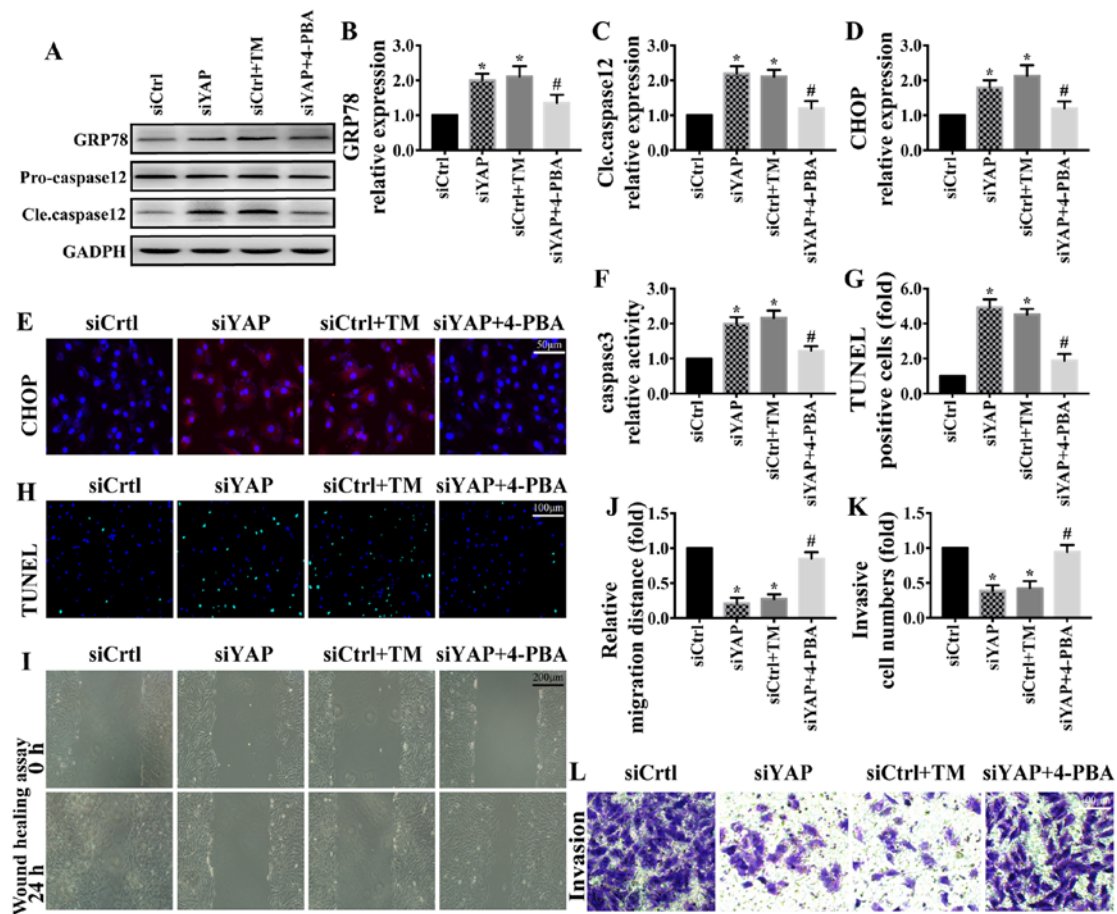 A
siCtrl
siYAP
siCtrl+TM
siYAP+4-PBA
GRP78
Pro-caspase12
Cle.caspase12
GADPH
B
GRP78
relative expression
3.0
2.0
1.0
0.0
*
*
#
siCtrl
siYAP
siCtrl+TM
siYAP+4-PBA
C
Cle.caspase12
relative expression
3.0
2.0
1.0
0.0
*
*
#
siCtrl
siYAP
siCtrl+TM
siYAP+4-PBA
D
CHOP
relative expression
3.0
2.0
1.0
0.0
*
*
#
siCtrl
siYAP
siCtrl+TM
siYAP+4-PBA
E
siCrtl
siYAP
siCtrl+TM
siYAP+4-PBA
CHOP
50μm
F
caspase3
relative activity
3.0
2.0
1.0
0.0
*
*
#
siCtrl
siYAP
siCtrl+TM
siYAP+4-PBA
G
TUNEL
positive cells (fold)
6.0
4.0
2.0
0.0
*
*
#
siCtrl
siYAP
siCtrl+TM
siYAP+4-PBA
H
siCrtl
siYAP
siCtrl+TM
siYAP+4-PBA
TUNEL
100μm
I
siCrtl
siYAP
siCtrl+TM
siYAP+4-PBA
Wound healing assay
0 h
24 h
200μm
J
Relative
migration distance (fold)
1.5
1.0
0.5
0.0
*
*
#
siCtrl
siYAP
siCtrl+TM
siYAP+4-PBA
K
Invasive
cell numbers (fold)
1.5
1.0
0.5
0.0
*
*
#
siCtrl
siYAP
siCtrl+TM
siYAP+4-PBA
L
siCrtl
siYAP
siCtrl+TM
siYAP+4-PBA
Invasion